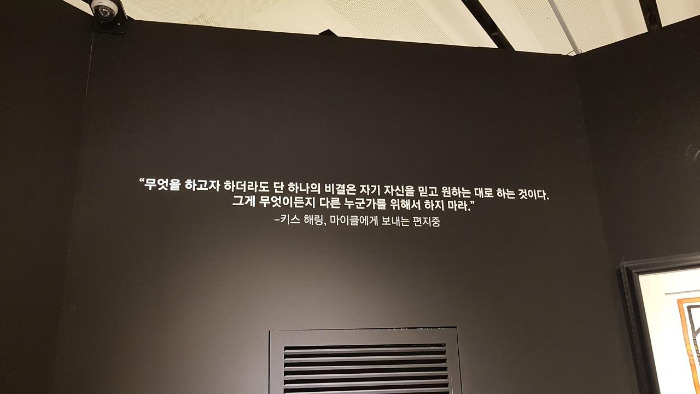 “무엇을 하고자 하더라도 단 하나의 비결은 자기 자신을 믿고 원하는 대로 하는 것이다.
그게 무엇이든지 다른 누군가를 위해서 하지 마라.”
–키스 해링, 마이클에게 보내는 편지중